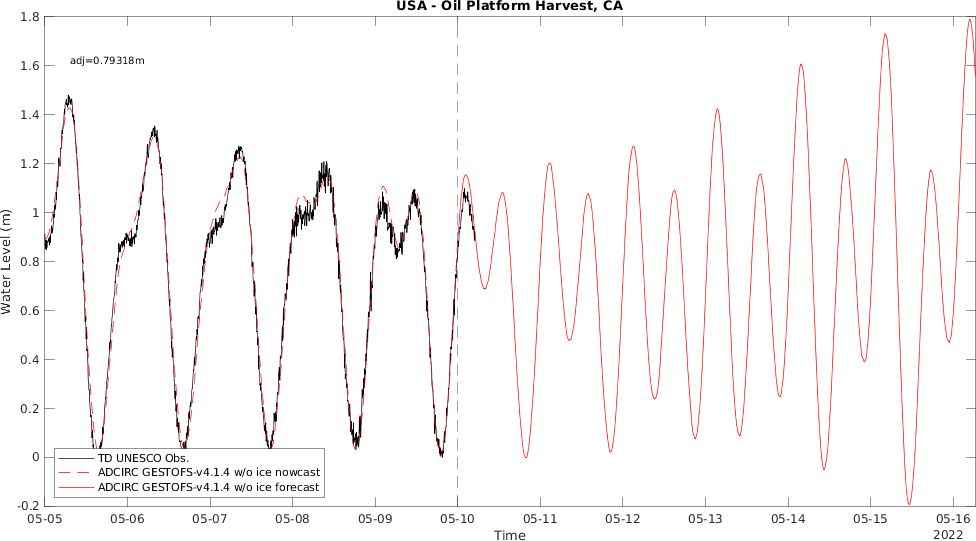 USA - Oil Platform Harvest, CA
1.8
1.6
1.4
1.2
1
0.8
0.6
0.4
0.2
0
-0.2
Water Level (m)
adj=0.79318m
TD UNESCO Obs.
ADCIRC GESTOFS-v4.1.4 w/o ice nowcast
ADCIRC GESTOFS-v4.1.4 w/o ice forecast
05-05 05-06 05-07 05-08 05-09 05-10 05-11 05-12 05-13 05-14 05-15 05-16
Time
2022